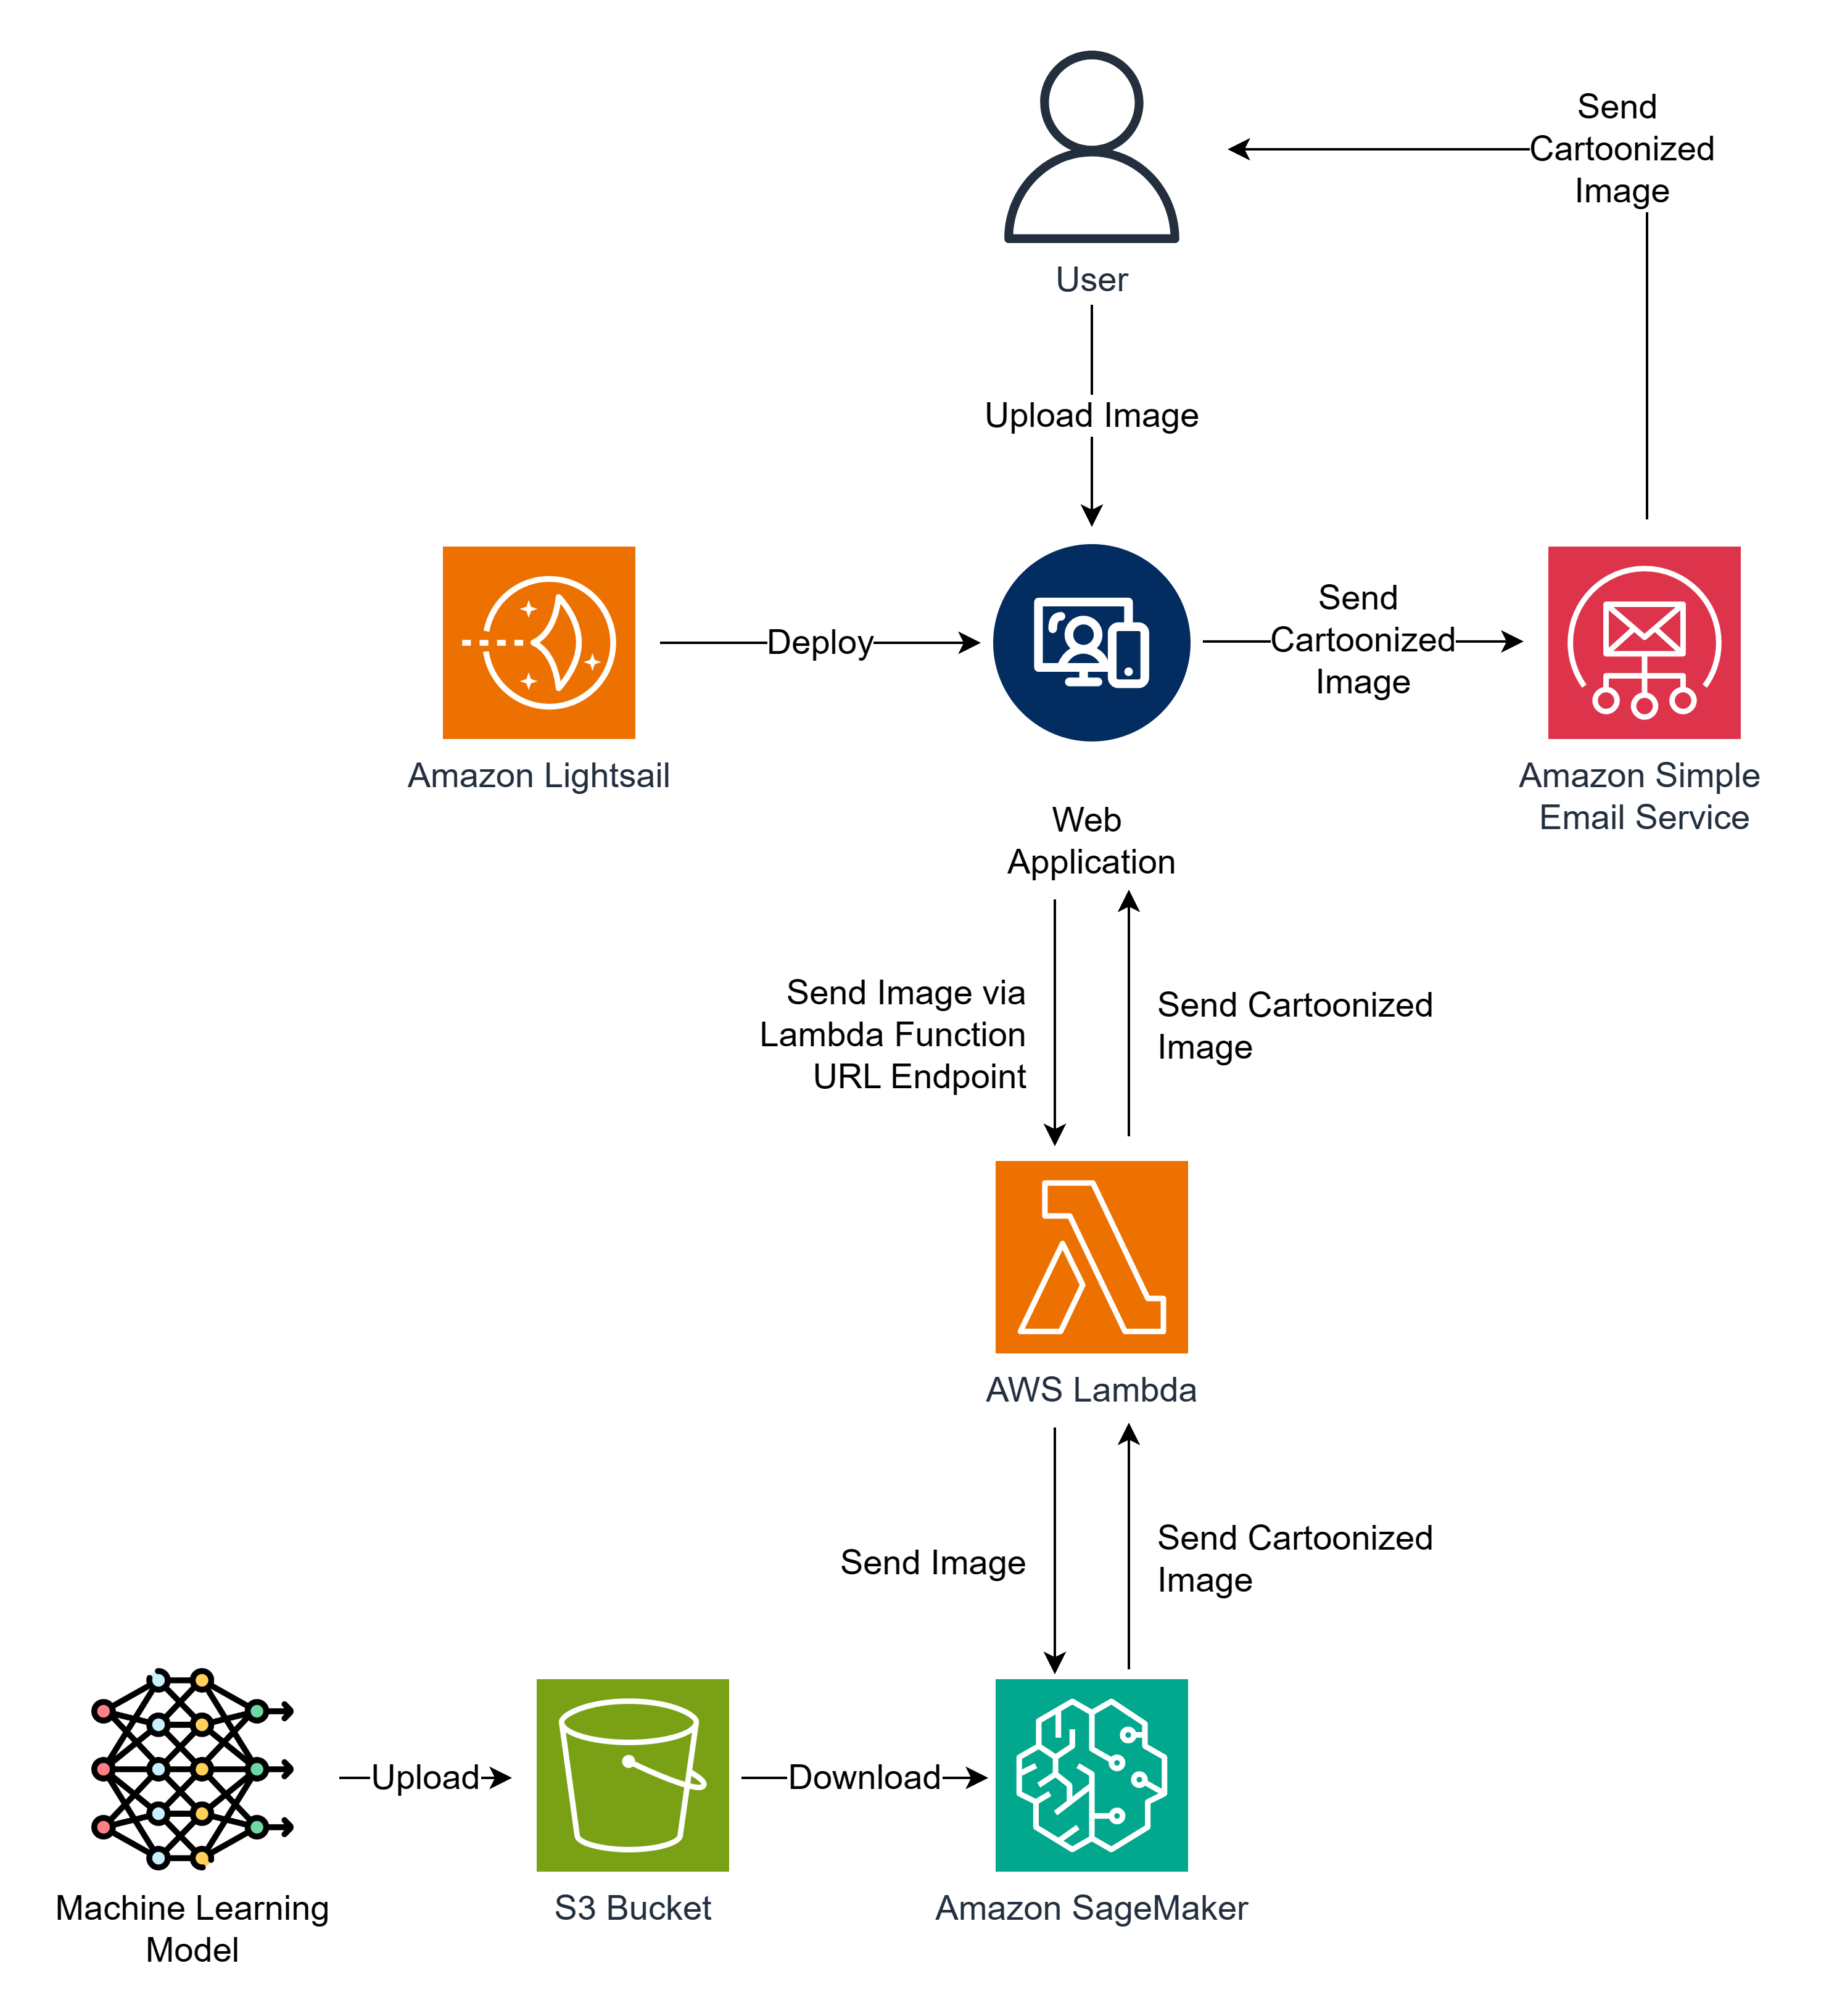 Send
Cartoonized
Image
User
Upload Image
Deploy
Send
Cartoonized
Image
Amazon Lightsail
Amazon Simple
Email Service
Web
Application
Send Image via
Lambda Function
URL Endpoint
Send Cartoonized
Image
AWS Lambda
Send Image
Send Cartoonized
Image
Upload
Download
Machine Learning
Model
S3 Bucket
Amazon SageMaker